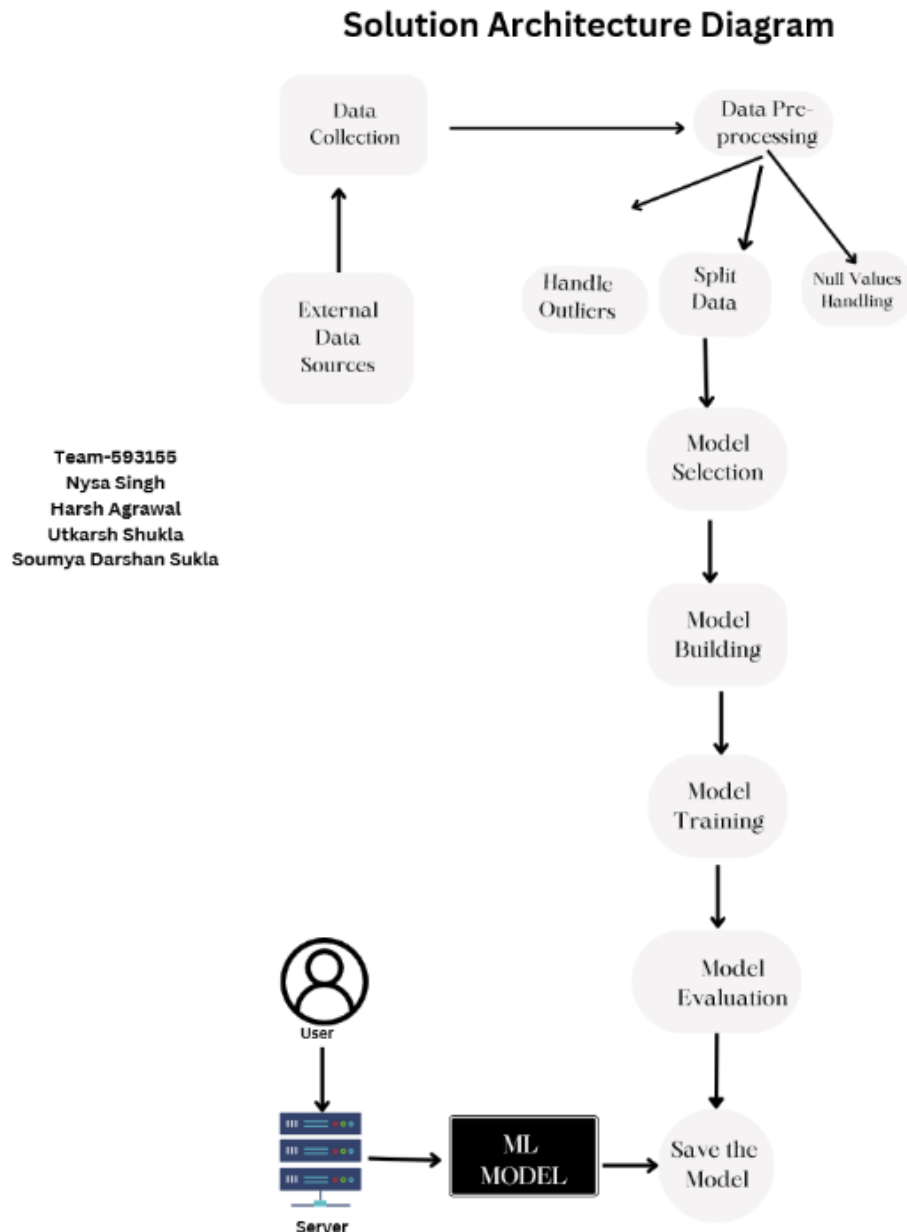 Solution Architecture Diagram
Data
Collection
Data Pre-
processing
External
Data
Sources
Handle
Outliers
Split
Data
Null Values
Handling
Model
Selection
Team-593155
Nysa Singh
Harsh Agrawal
Utkarsh Shukla
Soumya Darshan Sukla
Model
Building
Model
Training
Model
Evaluation
User
Server
ML
MODEL
Save the
Model